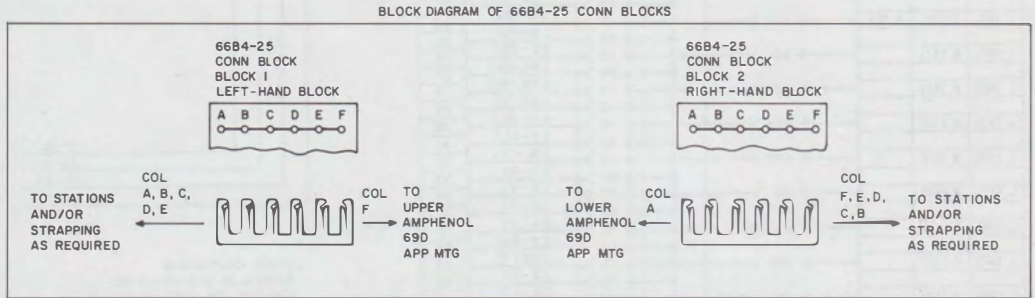 BLOCK DIAGRAM OF 66B4-25 CONN BLOCKS
66B4-25
CONN BLOCK
BLOCK 1
LEFT-HAND BLOCK
A B C D E F
TO STATIONS
AND/OR
STRAPPING
AS REQUIRED
COL
A, B, C,
D, E
COL
F
TO
UPPER
AMPHENOL
69D
APP MTG
66B4-25
CONN BLOCK
BLOCK 2
RIGHT-HAND BLOCK
A B C D E F
TO
LOWER
AMPHENOL
69D
APP MTG
COL
A
COL
F, E, D,
C, B
TO STATIONS
AND/OR
STRAPPING
AS REQUIRED